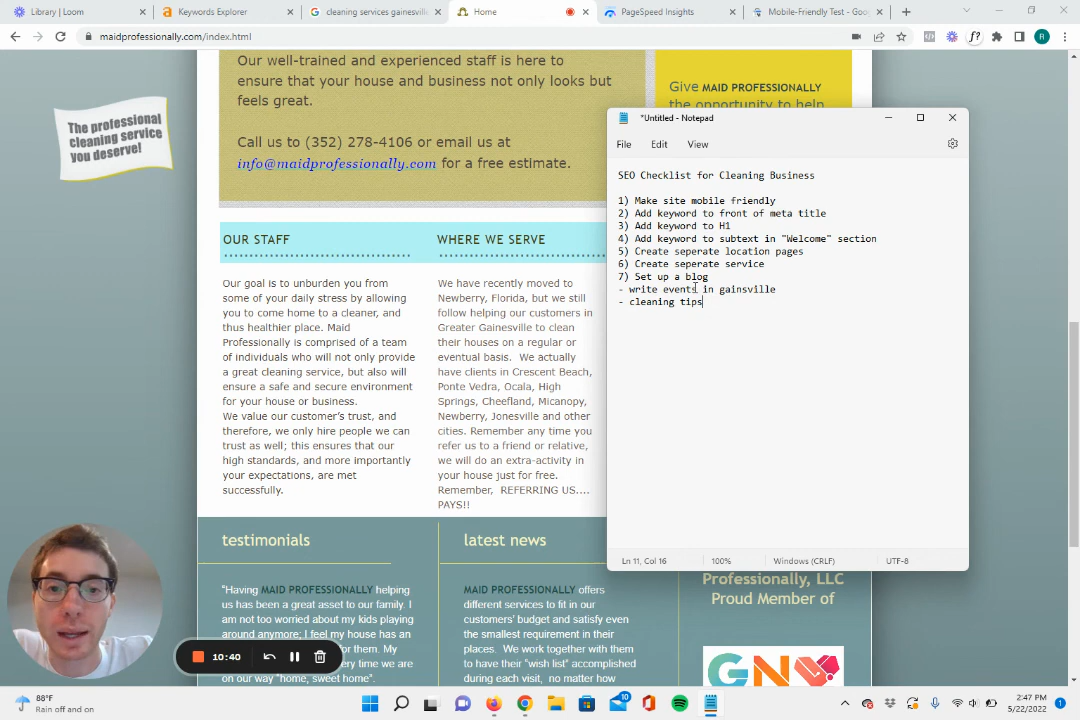 Library | Loom
Keywords Explorer
cleaning services gainesvill
Home
PageSpeed Insights
Mobile-Friendly Test - Goo
maidprofessionally.com/index.html
Our well-trained and experienced staff is here to
ensure that your house and business not only looks but
feels great.
Call us to (352) 278-4106 or email us at
info@maidprofessionally.com for a free estimate.
The professional
cleaning service
you deserve!
Give MAID PROFESSIONALLY
the opportunity to help
*Untitled - Notepad
File Edit View
SEO Checklist for Cleaning Business
1) Make site mobile friendly
2) Add keyword to front of meta title
3) Add keyword to H1
4) Add keyword to subtext in "Welcome" section
5) Create seperate location pages
6) Create seperate service
7) Set up a blog
- write events in gainsville
- cleaning tips
Ln 11, Col 16 100% Windows (CRLF) UTF-8
OUR STAFF
Our goal is to unburden you from
some of your daily stress by allowing
you to come home to a cleaner, and
thus healthier place. Maid
Professionally is comprised of a team
of individuals who will not only provide
a great cleaning service, but also will
ensure a safe and secure environment
for your house or business.
We value our customer's trust, and
therefore, we only hire people we can
trust as well; this ensures that our
high standards, and more importantly
your expectations, are met
successfully.
WHERE WE SERVE
We have recently moved to
Newberry, Florida, but we still
follow helping our customers in
Greater Gainesville to clean
their houses on a regular or
eventual basis. We actually
have clients in Crescent Beach,
Ponte Vedra, Ocala, High
Springs, Cheefland, Micanopy,
Newberry, Jonesville and other
cities. Remember any time you
refer us to a friend or relative,
we will do an extra-activity in
your house just for free.
Remember, REFERRING US....
PAYS!!
testimonials
"Having MAID PROFESSIONALLY helping
us has been a great asset to our family. I
am not too worried about my kids playing
around anymore; I feel my house has an
for them. My
very time we are
on our way "home, sweet home".
latest news
MAID PROFESSIONALLY offers
different services to fit in our
customers' budget and satisfy even
the smallest requirement in their
places. We work together with them
to have their "wish list" accomplished
during each visit, no matter how
Professionally, LLC
Proud Member of
GNV
10:40
88°F
Rain off and on
10
2:47 PM
5/22/2022
1